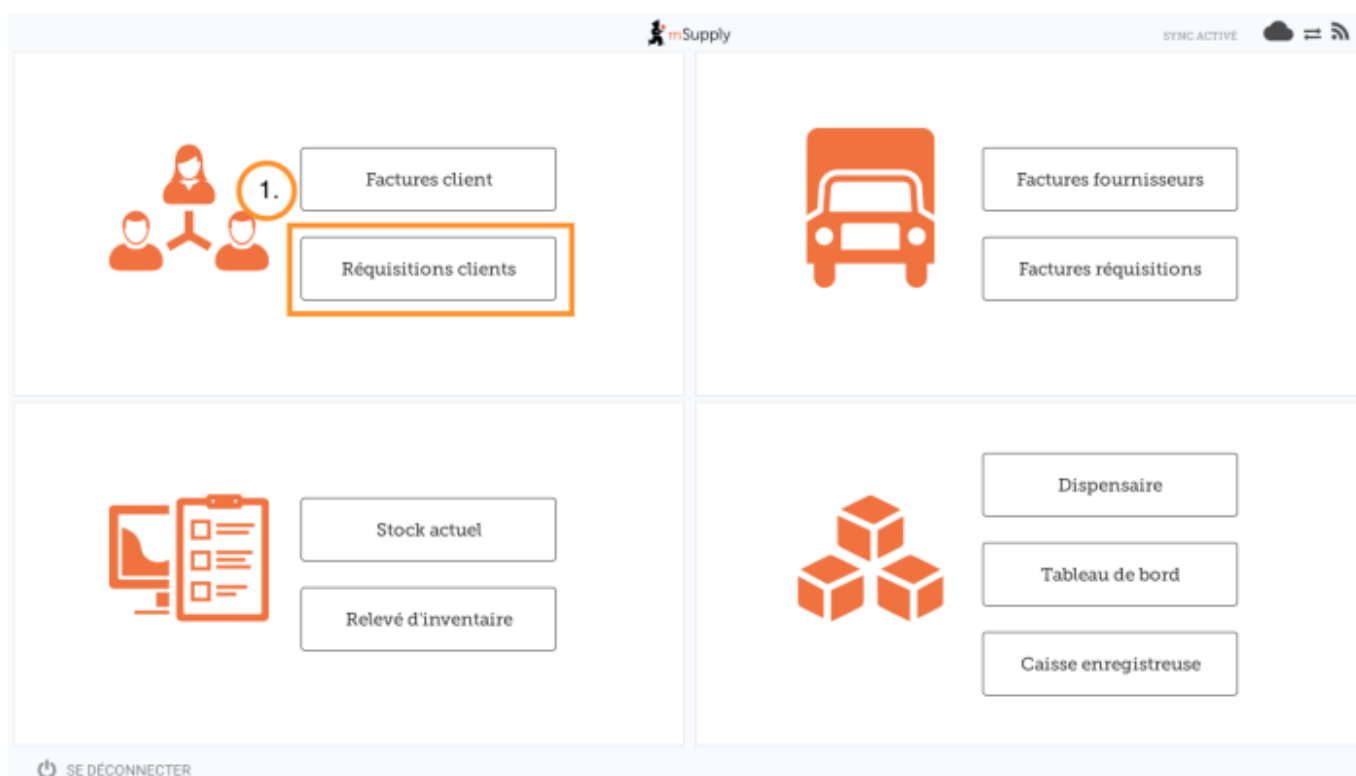 mSupply
SYNC ACTIVÉ
1.
Factures client
Réquisitions clients
Factures fournisseurs
Factures réquisitions
Stock actuel
Relevé d'inventaire
Dispensaire
Tableau de bord
Caisse enregistreuse
SE DÉCONNECTER